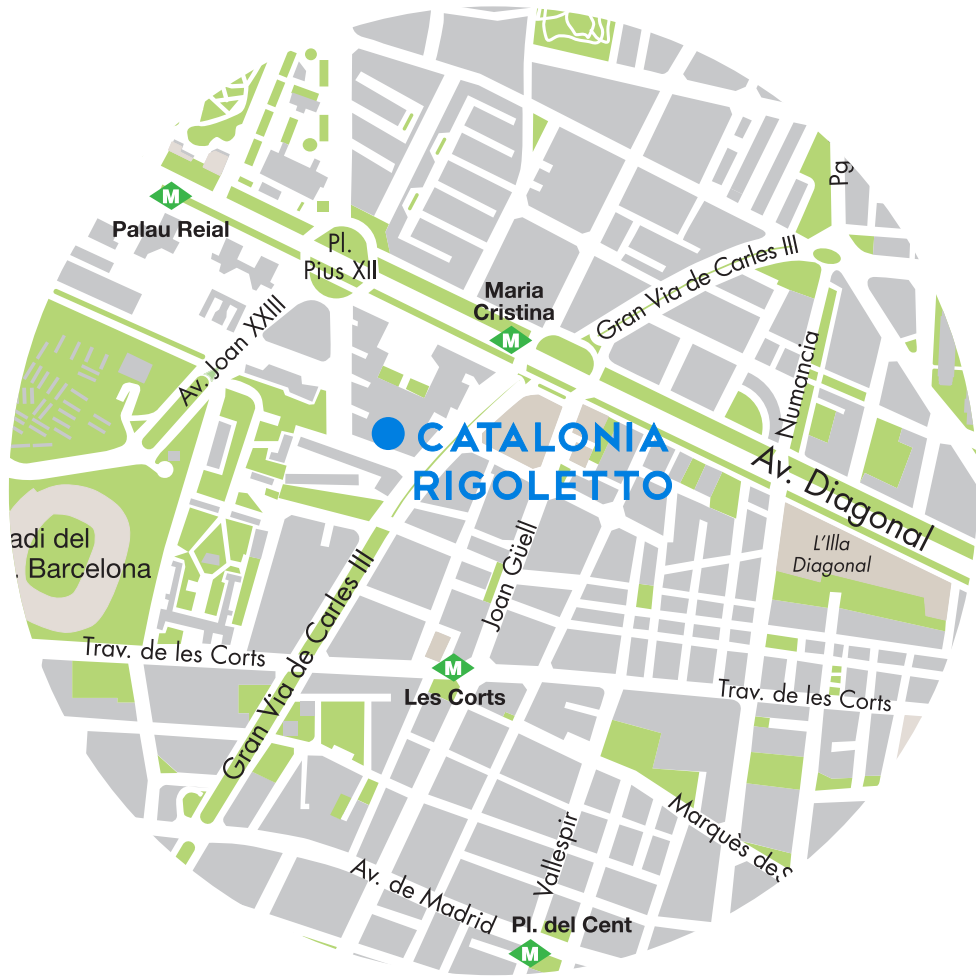 Pg.
M
Palau Reial
Pl.
Pius XII
Gran Via de Carles III
Maria
Cristina
M
Av. Joan XXIII
Numancia
CATALONIA
RIGOLETTO
Av. Diagonal
L'Illa
Diagonal
adi del
. Barcelona
Joan Güell
Gran Via de Carles III
Trav. de les Corts
M
Les Corts
Trav. de les Corts
Marquès de S
Vallespir
Av. de Madrid
Pl. del Cent
M